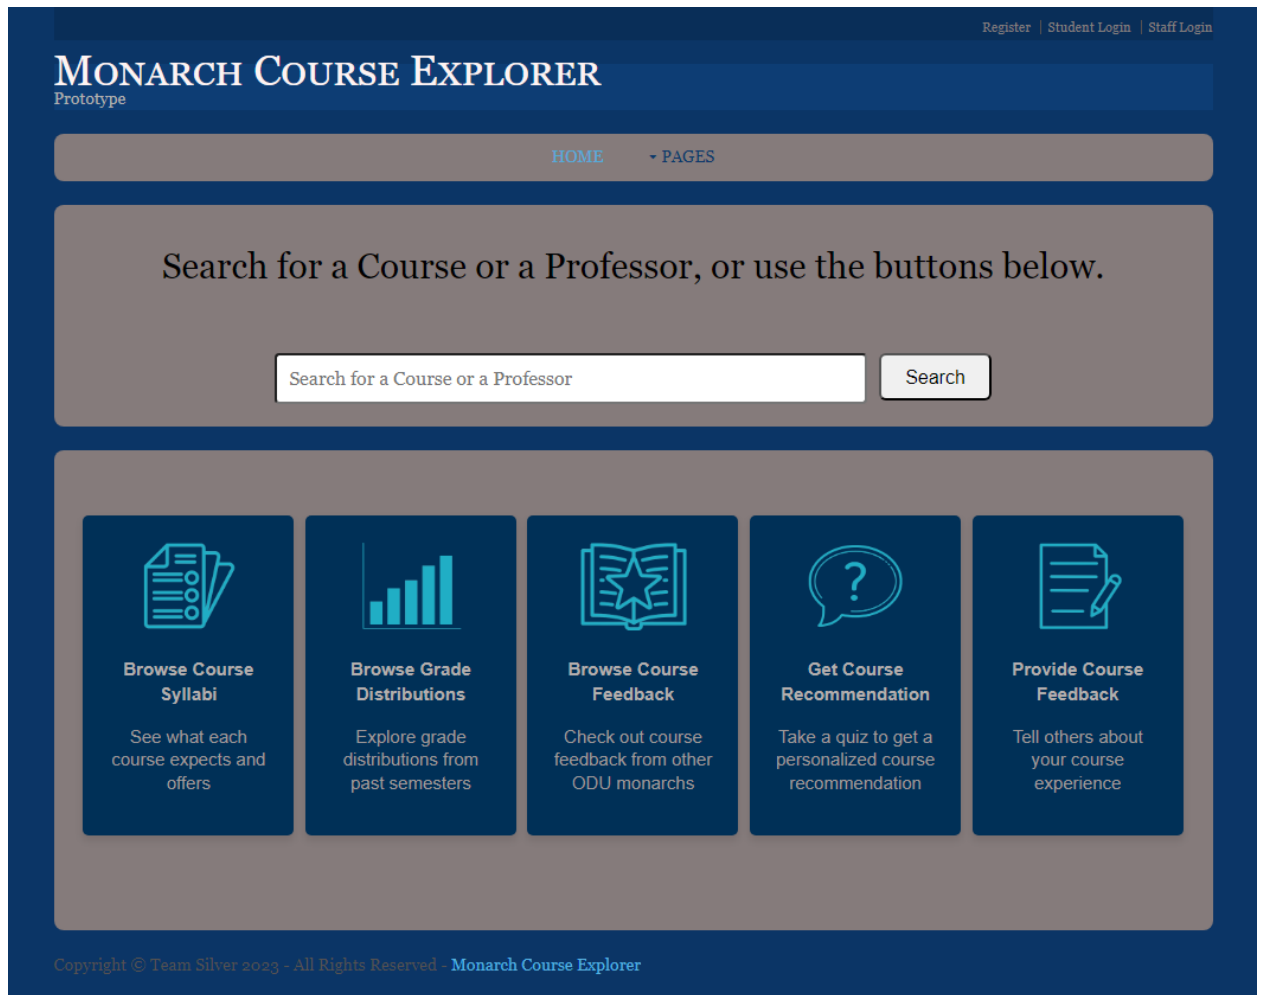 Register | Student Login | Staff Login
Monarch Course Explorer
Prototype
HOME PAGES
Search for a Course or a Professor, or use the buttons below.
Search for a Course or a Professor Search
Browse Course
Syllabi
See what each
course expects and
offers
Browse Grade
Distributions
Explore grade
distributions from
past semesters
Browse Course
Feedback
Check out course
feedback from other
ODU monarchs
?
Get Course
Recommendation
Take a quiz to get a
personalized course
recommendation
Provide Course
Feedback
Tell others about
your course
experience
Copyright © Team Silver 2023 - All Rights Reserved - Monarch Course Explorer